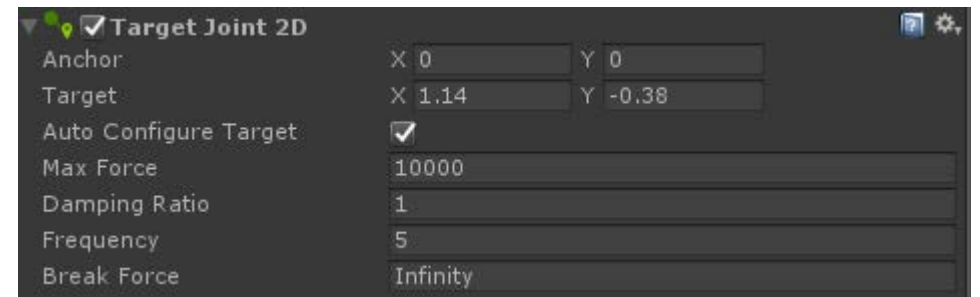 Target Joint 2D
Anchor X 0 Y 0
Target X 1.14 Y -0.38
Auto Configure Target
Max Force 10000
Damping Ratio 1
Frequency 5
Break Force Infinity